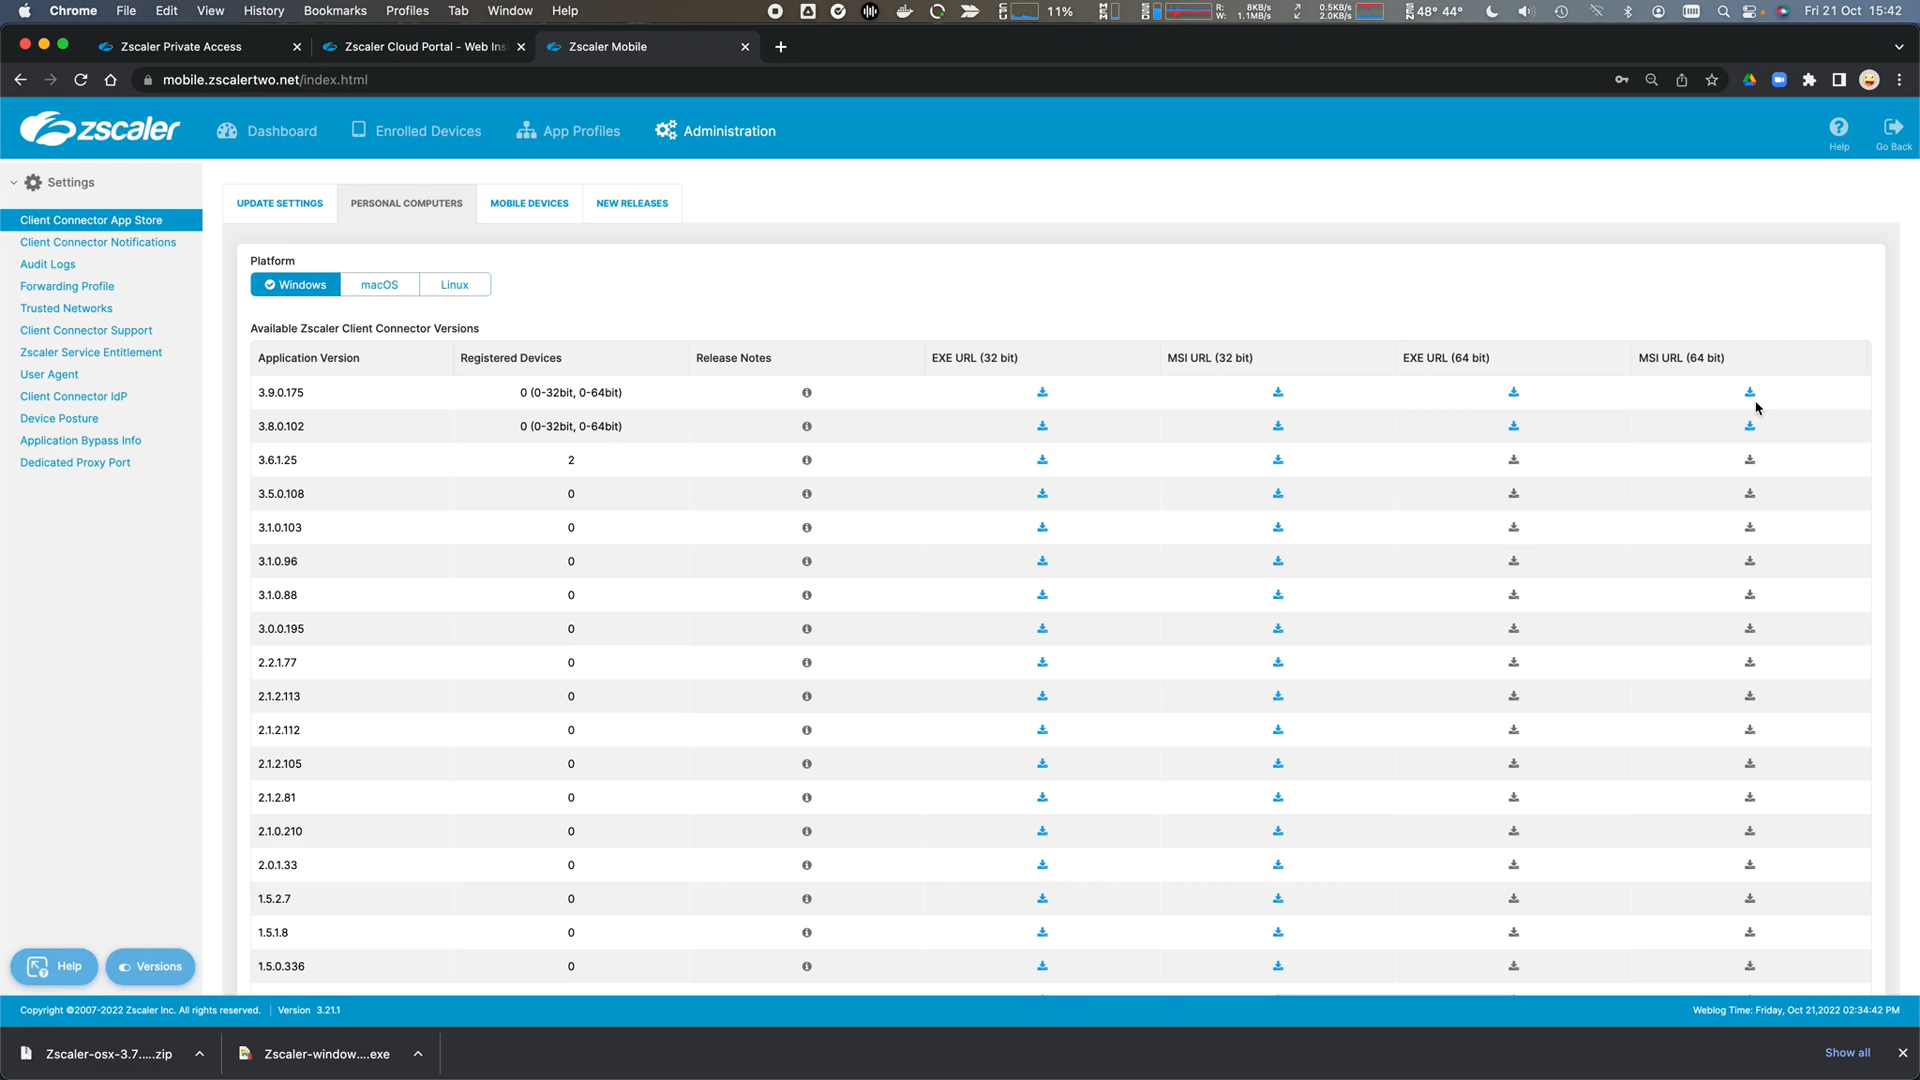 Chrome File Edit View History Bookmarks Profiles Tab Window Help 11% R: 8KB/s W: 1.1MB/s 0.5KB/s 2.0KB/s 48° 44° Fri 21 Oct 15:42
Zscaler Private Access Zscaler Cloud Portal - Web Ins Zscaler Mobile
mobile.zscalertwo.net/index.html
zscaler Dashboard Enrolled Devices App Profiles Administration Help Go Back
Settings
Client Connector App Store
Client Connector Notifications
Audit Logs
Forwarding Profile
Trusted Networks
Client Connector Support
Zscaler Service Entitlement
User Agent
Client Connector IdP
Device Posture
Application Bypass Info
Dedicated Proxy Port
UPDATE SETTINGS PERSONAL COMPUTERS MOBILE DEVICES NEW RELEASES
Platform
Windows macOS Linux
Available Zscaler Client Connector Versions
Application Version Registered Devices Release Notes EXE URL (32 bit) MSI URL (32 bit) EXE URL (64 bit) MSI URL (64 bit)
3.9.0.175 0 (0-32bit, 0-64bit)
3.8.0.102 0 (0-32bit, 0-64bit)
3.6.1.25 2
3.5.0.108 0
3.1.0.103 0
3.1.0.96 0
3.1.0.88 0
3.0.0.195 0
2.2.1.77 0
2.1.2.113 0
2.1.2.112 0
2.1.2.105 0
2.1.2.81 0
2.1.0.210 0
2.0.1.33 0
1.5.2.7 0
1.5.1.8 0
1.5.0.336 0
Help Versions
Copyright ©2007-2022 Zscaler Inc. All rights reserved. | Version 3.21.1 Weblog Time: Friday, Oct 21,2022 02:34:42 PM
Zscaler-osx-3.7.....zip Zscaler-window....exe Show all